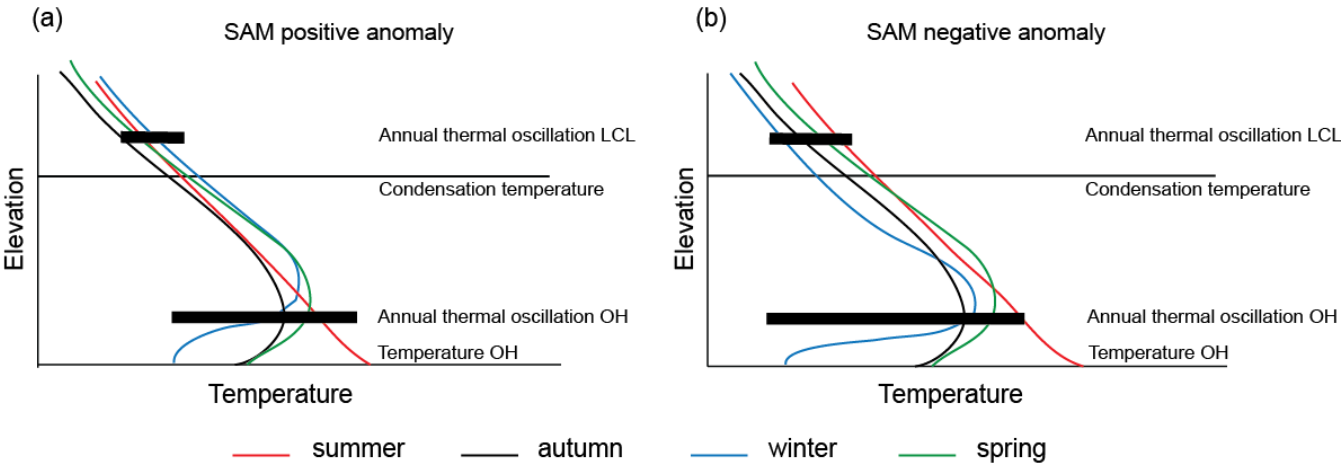 (a)
SAM positive anomaly
Elevation
Annual thermal oscillation LCL
Condensation temperature
Annual thermal oscillation OH
Temperature OH
Temperature
(b)
SAM negative anomaly
Elevation
Annual thermal oscillation LCL
Condensation temperature
Annual thermal oscillation OH
Temperature OH
Temperature
summer autumn winter spring